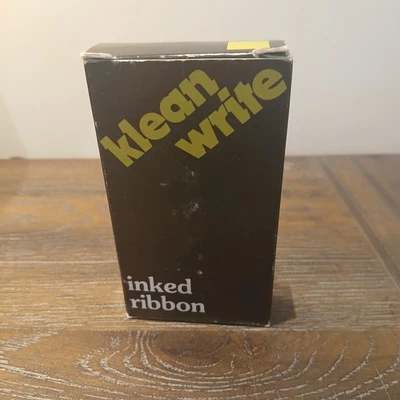 klean
write
inked
ribbon